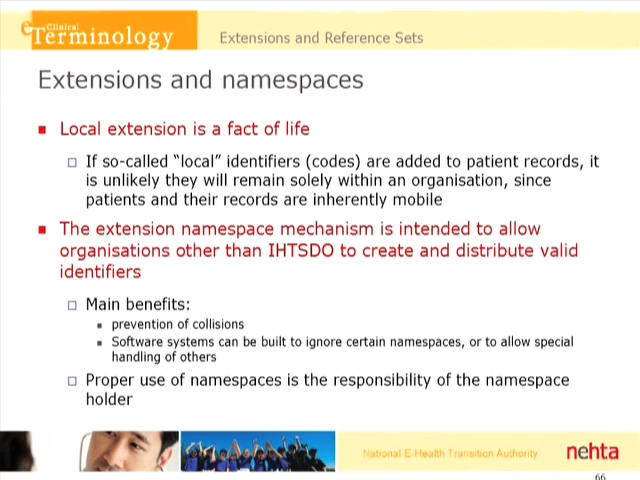 eClinical
Terminology
Extensions and Reference Sets
Extensions and namespaces
Local extension is a fact of life
If so-called “local” identifiers (codes) are added to patient records, it
is unlikely they will remain solely within an organisation, since
patients and their records are inherently mobile
The extension namespace mechanism is intended to allow
organisations other than IHTSDO to create and distribute valid
identifiers
Main benefits:
prevention of collisions
Software systems can be built to ignore certain namespaces, or to allow special
handling of others
Proper use of namespaces is the responsibility of the namespace
holder
National E-Health Transition Authority
nehta
66